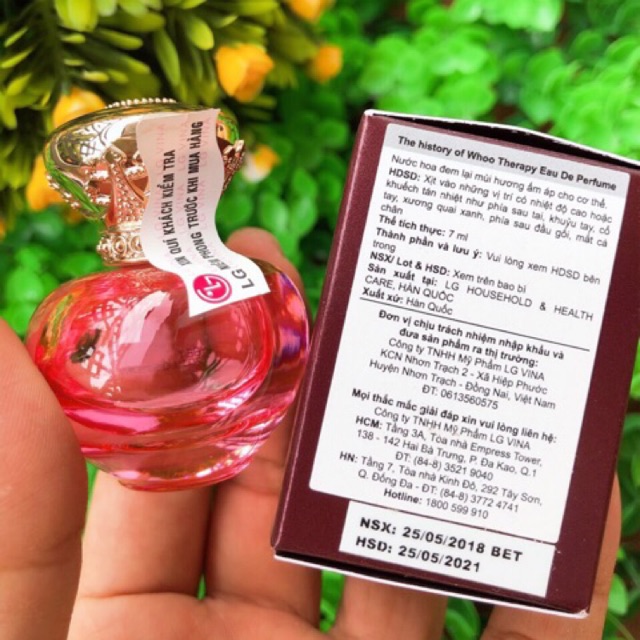 XIN QUÍ KHÁCH KIỂM TRA
NIÊM PHONG TRƯỚC KHI MUA HÀNG
LG VINA
LG
The history of Whoo Therapy Eau De Perfume
Nước hoa đem lại mùi hương ấm áp cho cơ thể.
HDSD: Xịt vào những vị trí có nhiệt độ cao hoặc
khuếch tán nhiệt như phía sau tai, khuỷu tay, cổ
tay, xương quai xanh, phía sau đầu gối, mắt cá
chân
Thể tích thực: 7 ml
Thành phần và lưu ý: Vui lòng xem HDSD bên
trong
NSX/ Lot & HSD: Xem trên bao bì
Sản xuất tại: LG HOUSEHOLD & HEALTH
CARE, HÀN QUỐC
Xuất xứ: Hàn Quốc
Đơn vị chịu trách nhiệm nhập khẩu và
đưa sản phẩm ra thị trường:
Công ty TNHH Mỹ Phẩm LG VINA
KCN Nhơn Trạch 2 - Xã Hiệp Phước
Huyện Nhơn Trạch - Đồng Nai, Việt Nam
ĐT: 0613560575
Mọi thắc mắc giải đáp xin vui lòng liên hệ:
Công ty TNHH Mỹ Phẩm LG VINA
HCM: Tầng 3A, Tòa nhà Empress Tower,
138 - 142 Hai Bà Trưng, P. Đa Kao, Q.1
ĐT: (84-8) 3521 9040
HN: Tầng 7, Tòa nhà Kinh Đô, 292 Tây Sơn,
Q. Đống Đa - ĐT: (84-8) 3772 4741
Hotline: 1800 599 910
NSX: 25/05/2018 BET
HSD: 25/05/2021